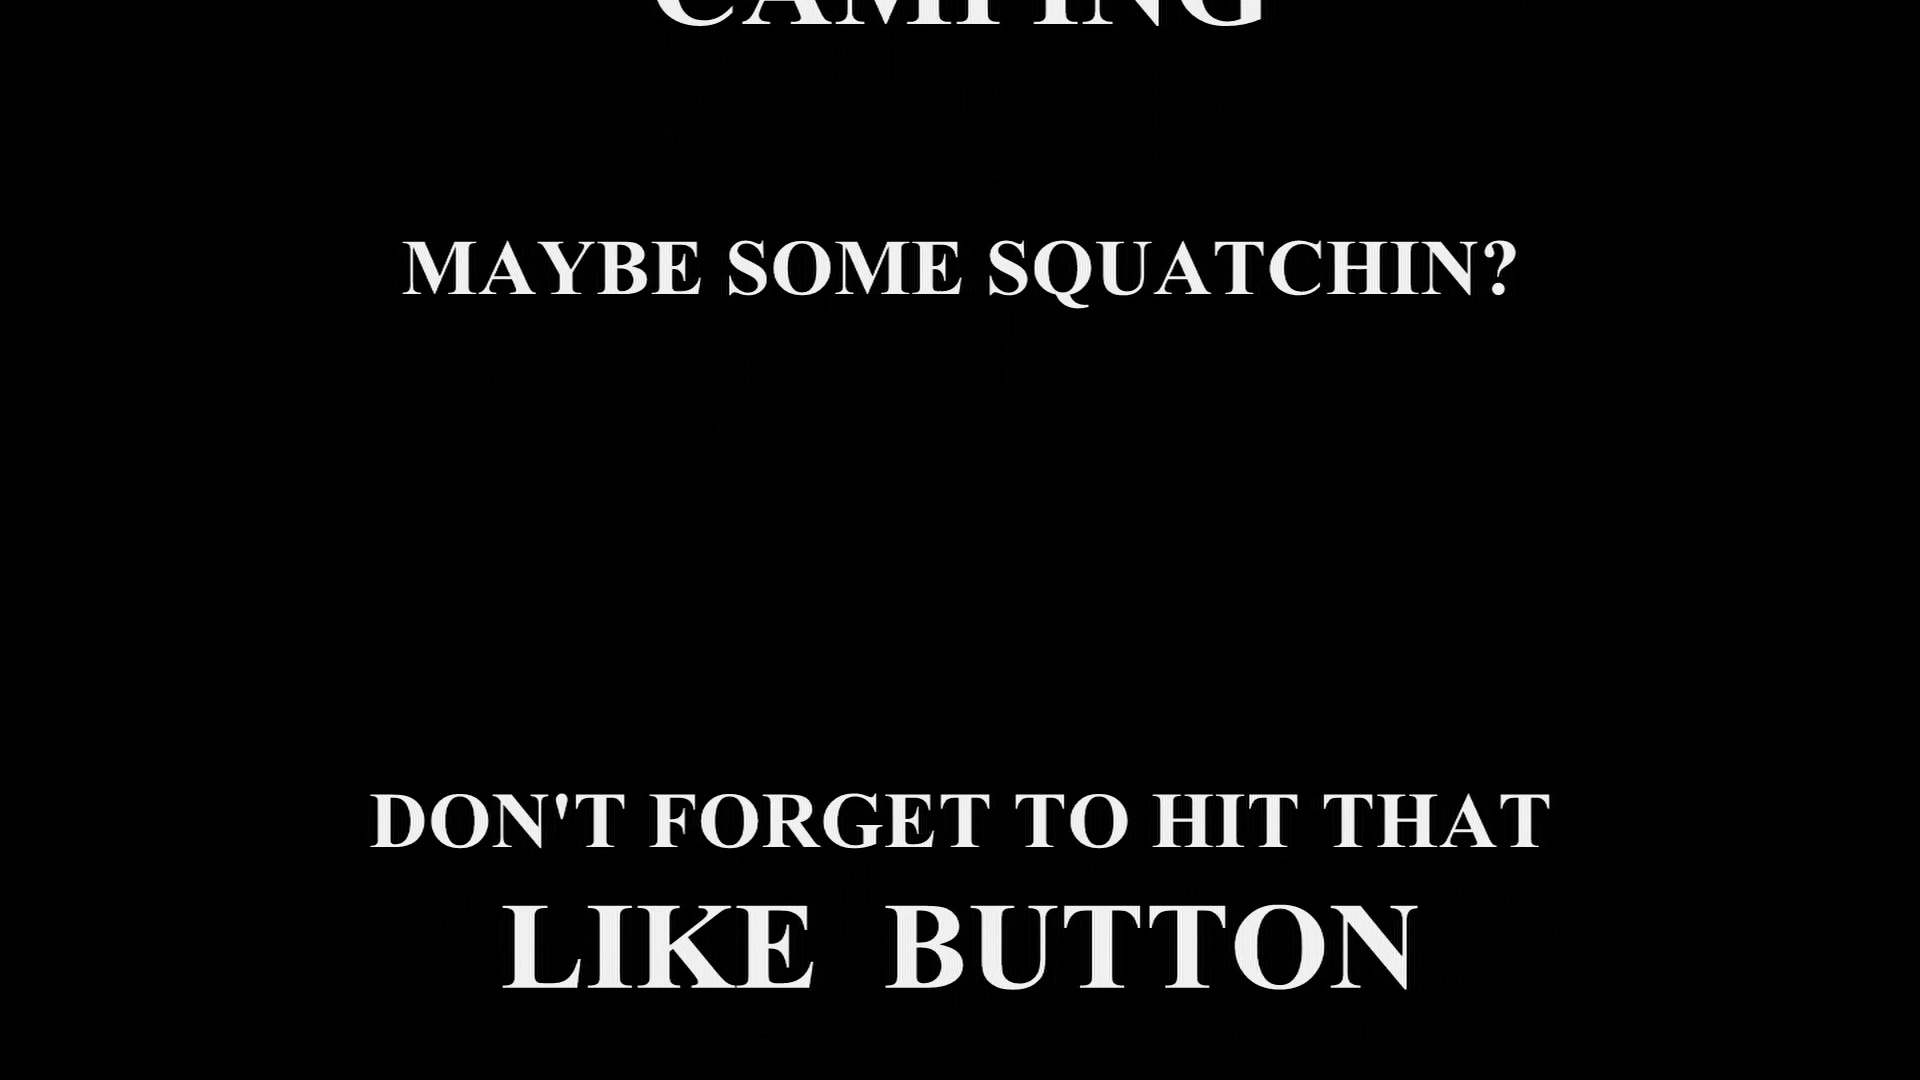 CAMPING
MAYBE SOME SQUATCHIN?
DON'T FORGET TO HIT THAT
LIKE BUTTON